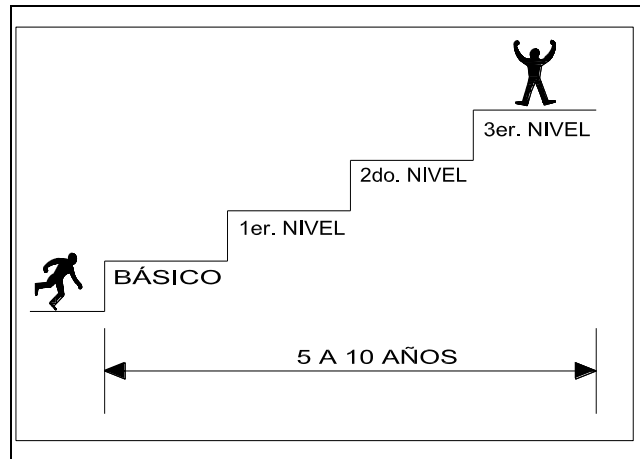 3er. NIVEL
2do. NIVEL
1er. NIVEL
BÁSICO
5 A 10 AÑOS